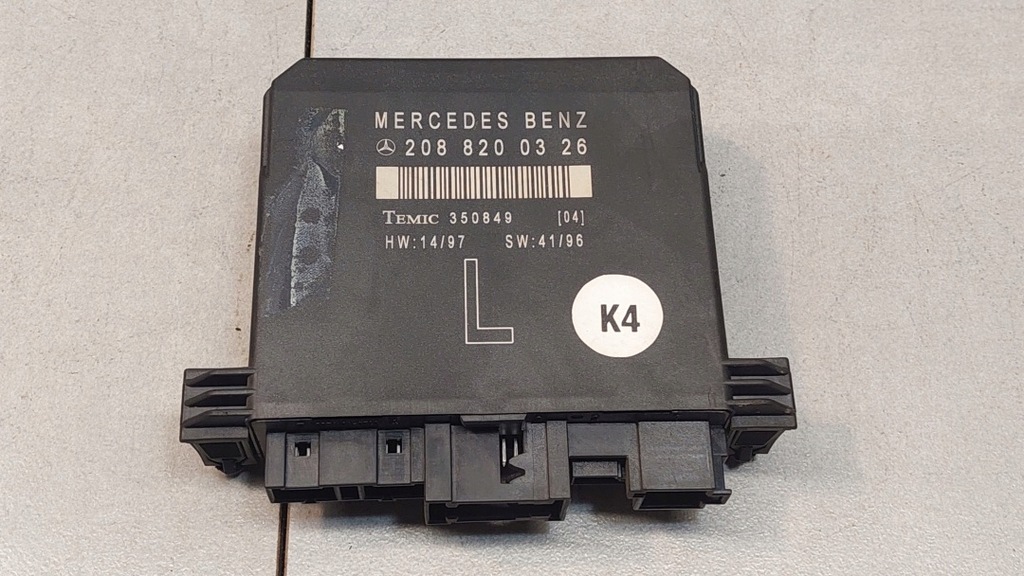 MERCEDES BENZ
208 820 03 26
TEMIC 350849 [04]
HW:14/97 SW:41/96
L
K4